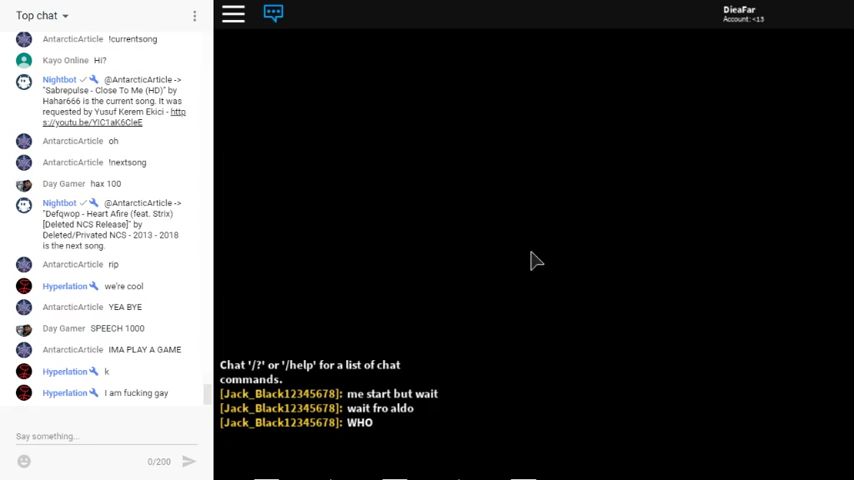 Top chat
AntarcticArticle !currentsong
Kayo Online Hi?
Nightbot @AntarcticArticle ->
"Sabrepulse - Close To Me (HD)" by
Hahar666 is the current song. It was
requested by Yusuf Kerem Ekici - http
s://youtu.be/YIC1aK6CleE
AntarcticArticle oh
AntarcticArticle !nextsong
Day Gamer hax 100
Nightbot @AntarcticArticle ->
"Defqwop - Heart Afire (feat. Strix)
[Deleted NCS Release]" by
Deleted/Privated NCS - 2013 - 2018
is the next song.
AntarcticArticle rip
Hyperlation we're cool
AntarcticArticle YEA BYE
Day Gamer SPEECH 1000
AntarcticArticle IMA PLAY A GAME
Hyperlation k
Hyperlation I am fucking gay
Say something...
0/200
DieaFar
Account: <13
Chat '/?' or '/help' for a list of chat
commands.
[Jack_Black12345678]: me start but wait
[Jack_Black12345678]: wait fro aldo
[Jack_Black12345678]: WHO